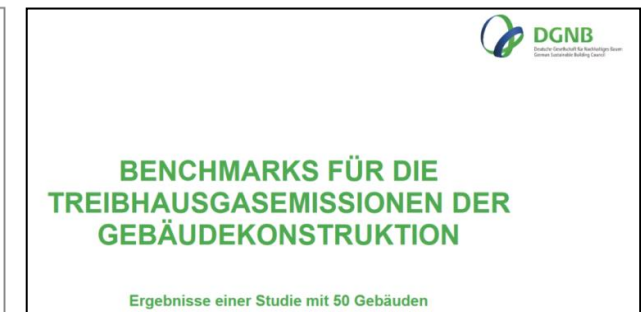 DGNB
Deutsche Gesellschaft für Nachhaltiges Bauen
German Sustainable Building Council
BENCHMARKS FÜR DIE
TREIBHAUSGASEMISSIONEN DER
GEBÄUDEKONSTRUKTION
Ergebnisse einer Studie mit 50 Gebäuden